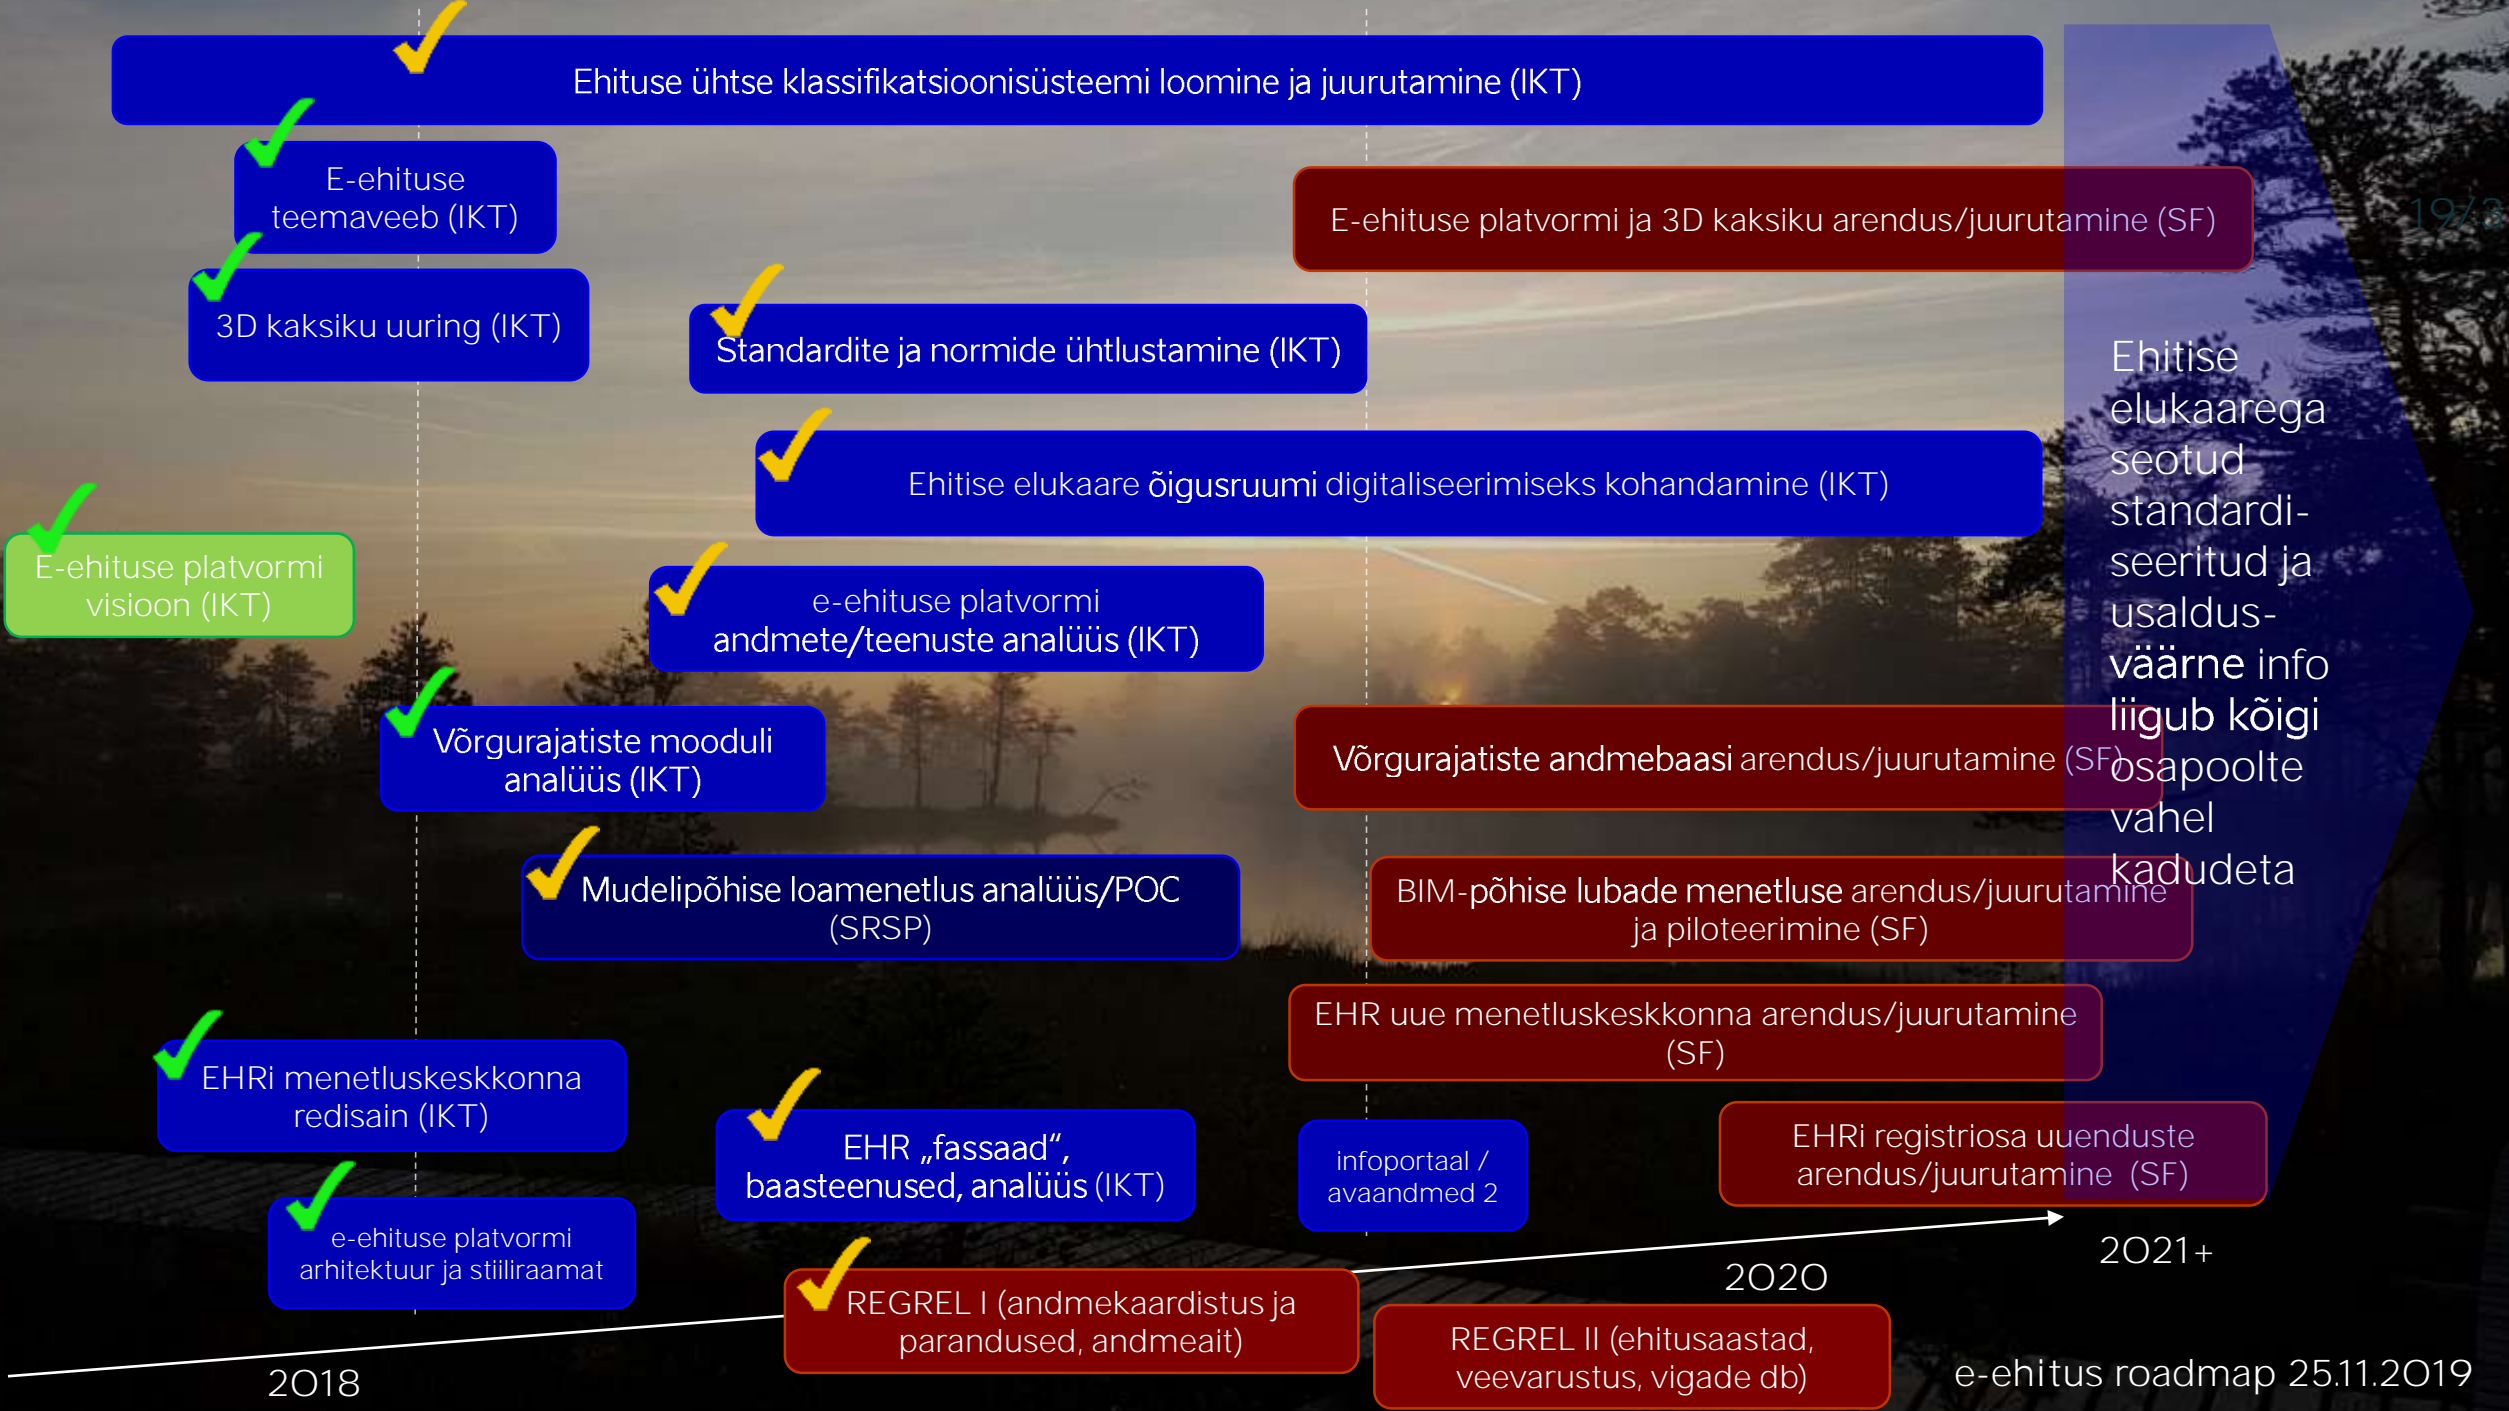 Ehituse ühtse klassifikatsioonisüsteemi loomine ja juurutamine (IKT)
E-ehituse
teemaveeb (IKT)
E-ehituse platvormi ja 3D kaksiku arendus/juurutamine (SF)
19/3
3D kaksiku uuring (IKT)
Standardite ja normide ühtlustamine (IKT)
Ehitise elukaare õigusruumi digitaliseerimiseks kohandamine (IKT)
E-ehituse platvormi
visioon (IKT)
e-ehituse platvormi
andmete/teenuste analüüs (IKT)
Võrgurajatiste mooduli
analüüs (IKT)
Võrgurajatiste andmebaasi arendus/juurutamine (SF)
Mudelipõhise loamenetlus analüüs/POC
(SRSP)
BIM-põhise lubade menetluse arendus/juurutamine
ja piloteerimine (SF)
EHR uue menetluskeskkonna arendus/juurutamine
(SF)
EHRi menetluskeskkonna
redisain (IKT)
EHR „fassaad“,
baasteenused, analüüs (IKT)
infoportaal /
avaandmed 2
EHRi registriosa uuenduste
arendus/juurutamine (SF)
e-ehituse platvormi
arhitektuur ja stiiliraamat
REGREL I (andmekaardistus ja
parandused, andmeait)
REGREL II (ehitusaastad,
veevarustus, vigade db)
Ehitise
elukaarega
seotud
standardi-
seeritud ja
usaldus-
väärne info
liigub kõigi
osapoolte
vahel
kadudeta
2018
2020
2021+
e-ehitus roadmap 25.11.2019